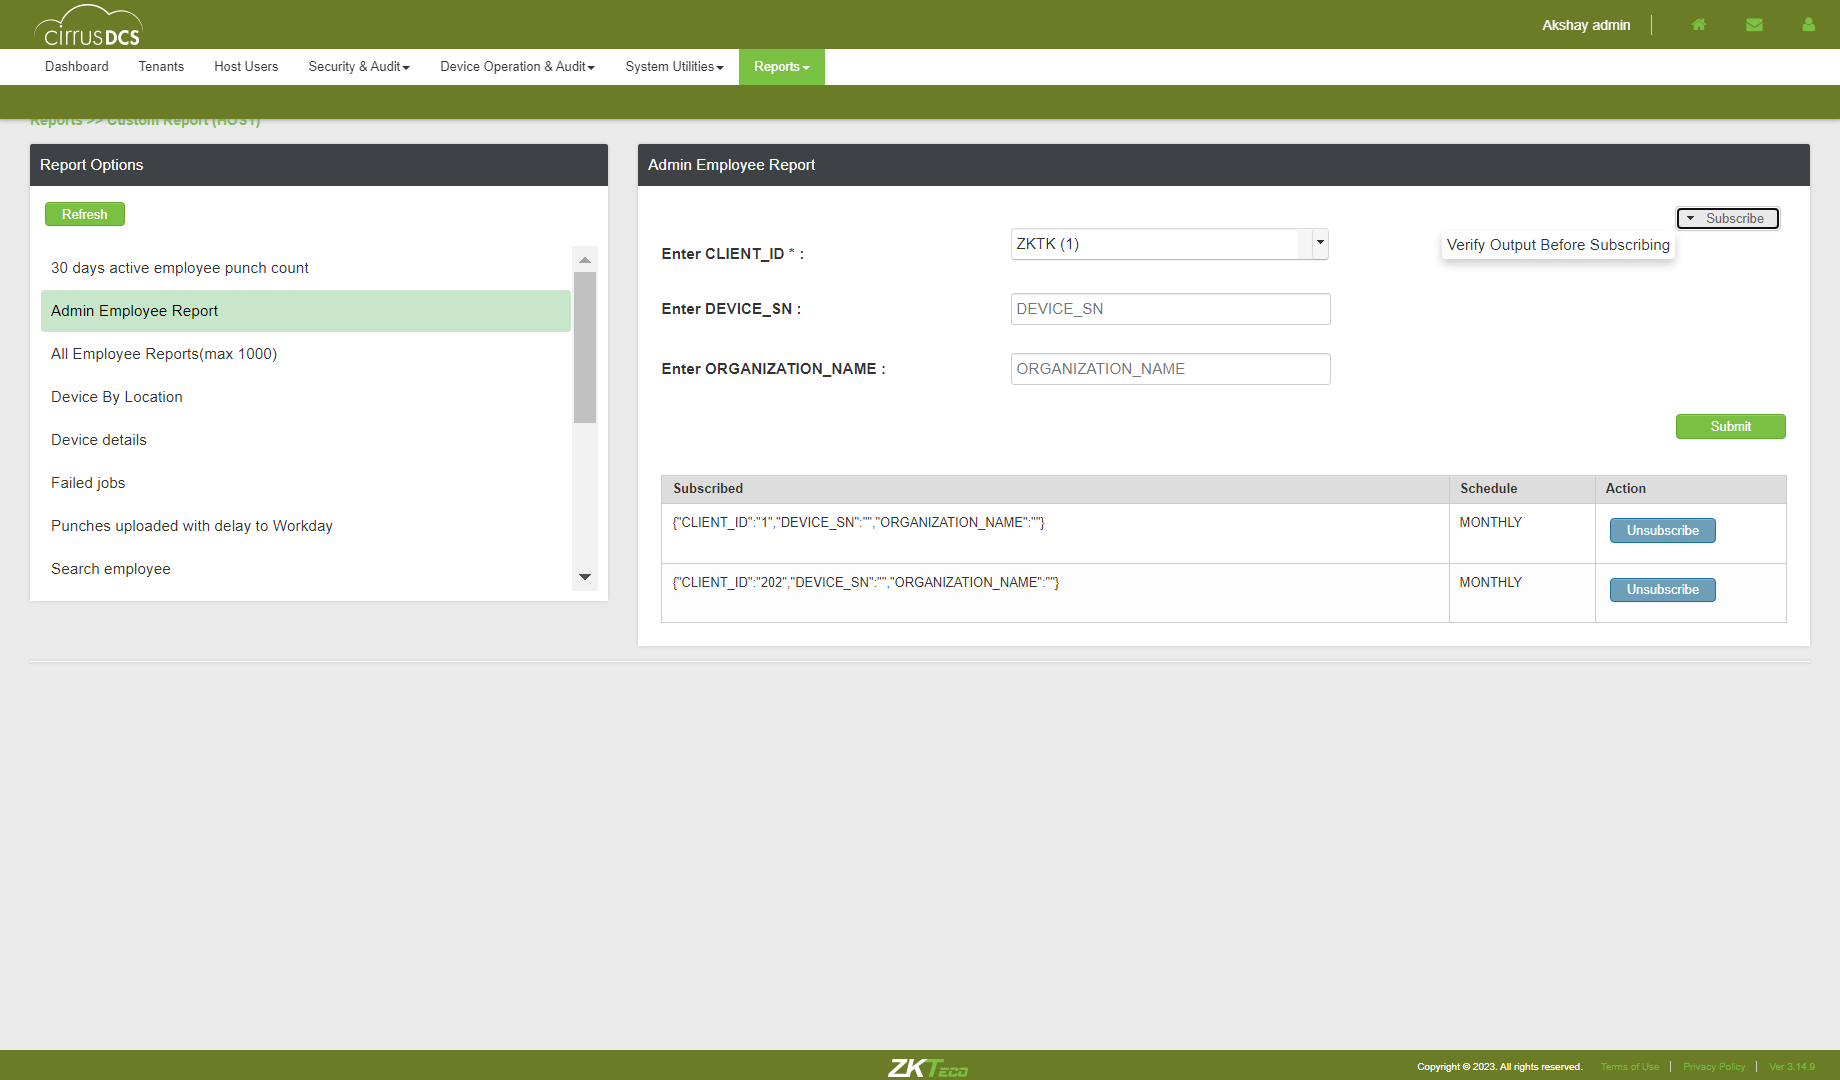 cirrusDCS
Akshay admin
Dashboard Tenants Host Users Security & Audit Device Operation & Audit System Utilities Reports
Reports >> Custom Report (HOST)
Report Options
Refresh
30 days active employee punch count
Admin Employee Report
All Employee Reports(max 1000)
Device By Location
Device details
Failed jobs
Punches uploaded with delay to Workday
Search employee
Admin Employee Report
Subscribe
Verify Output Before Subscribing
Enter CLIENT_ID * : ZKTK (1)
Enter DEVICE_SN : DEVICE_SN
Enter ORGANIZATION_NAME : ORGANIZATION_NAME
Submit
Subscribed Schedule Action
{"CLIENT_ID":"1","DEVICE_SN":"","ORGANIZATION_NAME":""} MONTHLY Unsubscribe
{"CLIENT_ID":"202","DEVICE_SN":"","ORGANIZATION_NAME":""} MONTHLY Unsubscribe
ZKTECO
Copyright © 2023. All rights reserved. Terms of Use | Privacy Policy | Ver 3.14.9